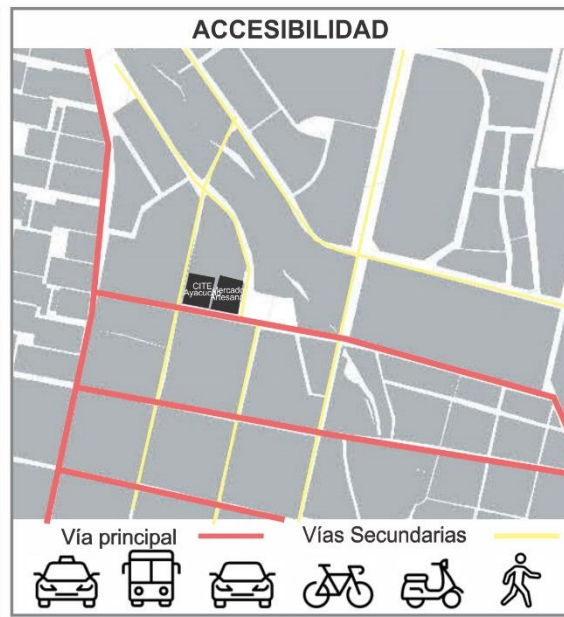 ACCESIBILIDAD
CITE
Ayacucho
Mercado
Artesanal
Vía principal
Vías Secundarias